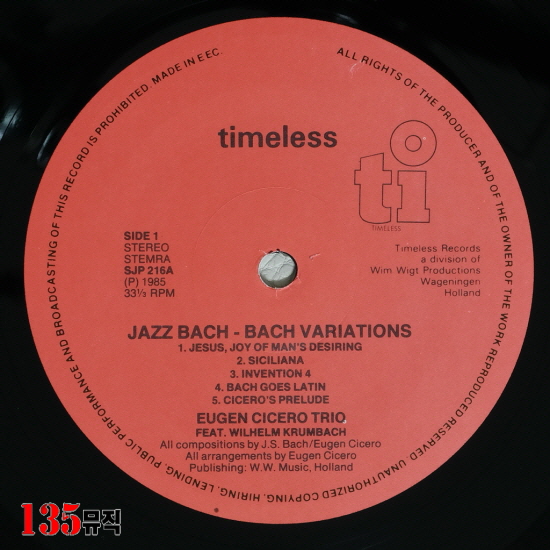 ALL RIGHTS OF THE PRODUCER AND OF THE OWNER OF THE WORK REPRODUCED RESERVED. UNAUTHORIZED COPYING, HIRING, LENDING, PUBLIC PERFORMANCE AND BROADCASTING OF THIS RECORD IS PROHIBITED. MADE IN E.E.C.
timeless
ti
TIMELESS
SIDE 1
STEREO
STEMRA
SJP 216A
(P) 1985
33⅓ RPM
Timeless Records
a division of
Wim Wigt Productions
Wageningen
Holland
JAZZ BACH - BACH VARIATIONS
1. JESUS, JOY OF MAN'S DESIRING
2. SICILIANA
3. INVENTION 4
4. BACH GOES LATIN
5. CICERO'S PRELUDE
EUGEN CICERO TRIO
FEAT. WILHELM KRUMBACH
All compositions by J.S. Bach/Eugen Cicero
All arrangements by Eugen Cicero
Publishing: W.W. Music, Holland
135뮤직